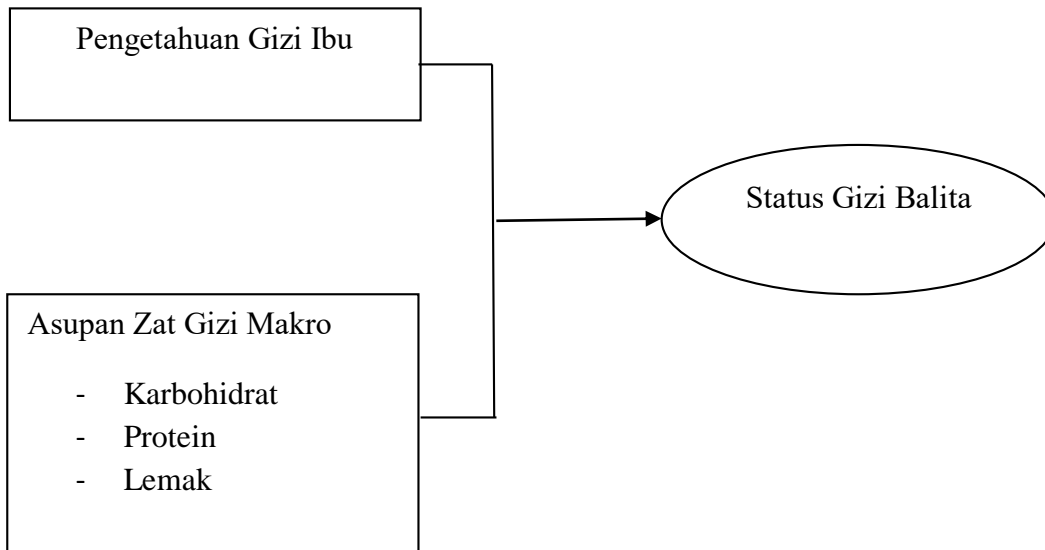 Pengetahuan Gizi Ibu
Status Gizi Balita
Asupan Zat Gizi Makro
- Karbohidrat
- Protein
- Lemak